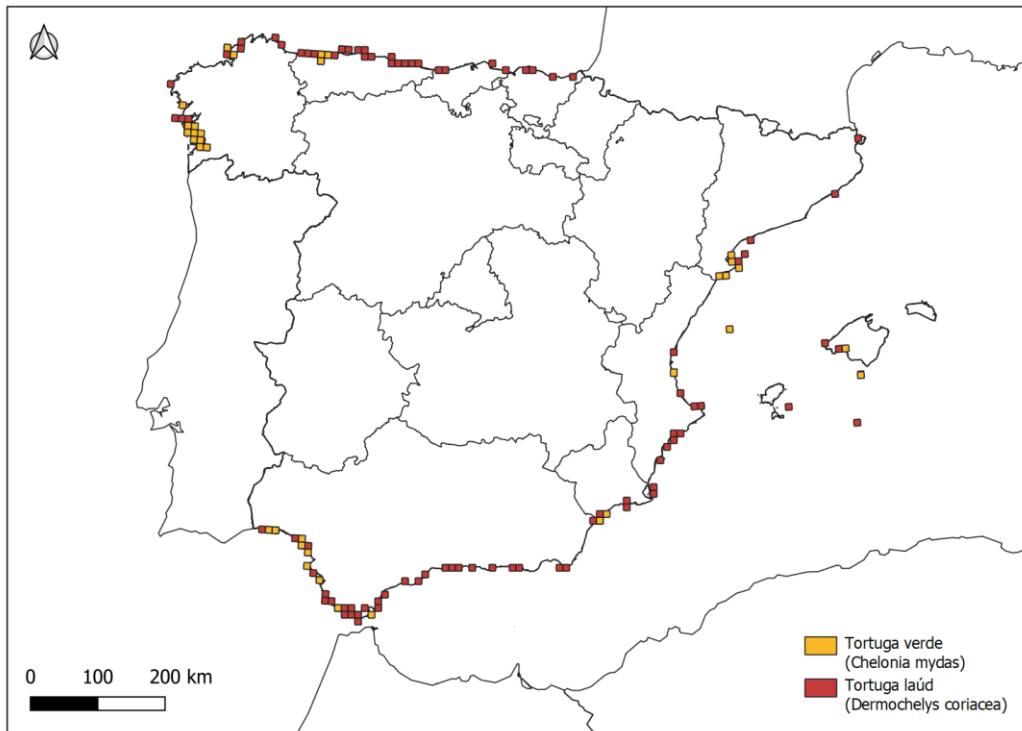 0 100 200 km
Tortuga verde
(Chelonia mydas)
Tortuga laúd
(Dermochelys coriacea)